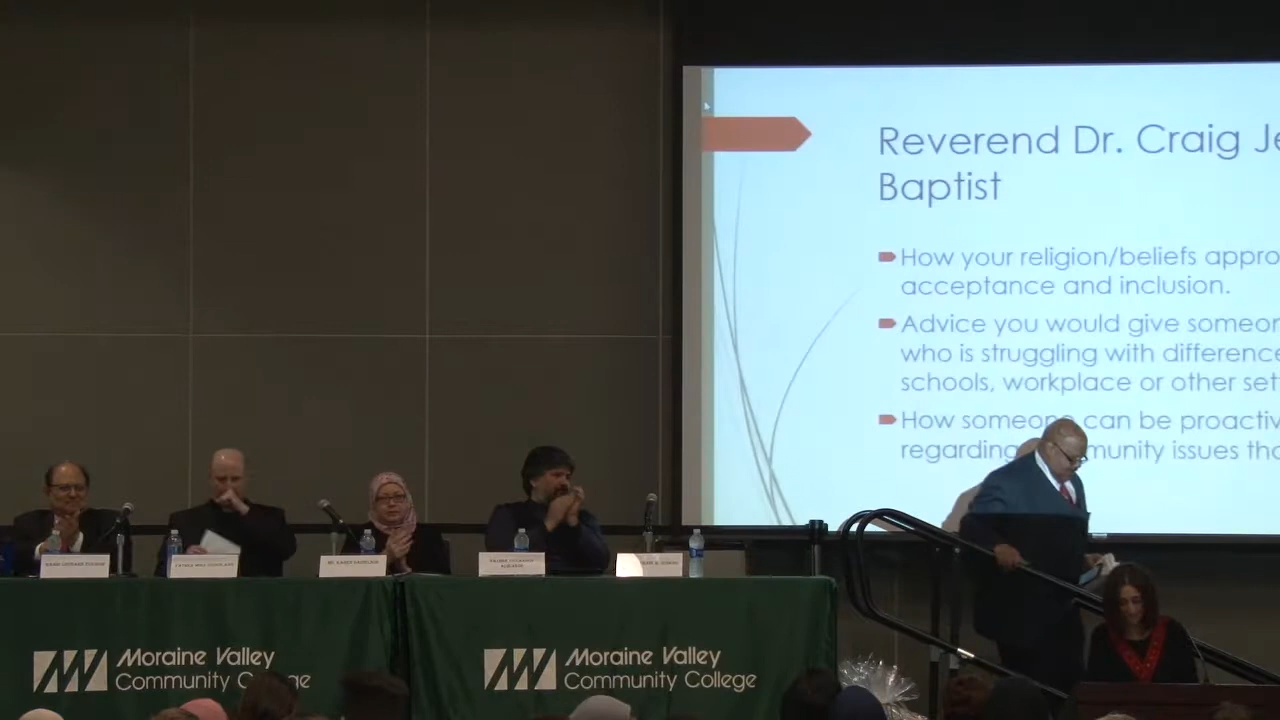 Reverend Dr. Craig Je
Baptist
How your religion/beliefs appro
acceptance and inclusion.
Advice you would give someon
who is struggling with difference
schools, workplace or other set
How someone can be proactiv
regarding community issues tha
Moraine Valley
Community College
Moraine Valley
Community College